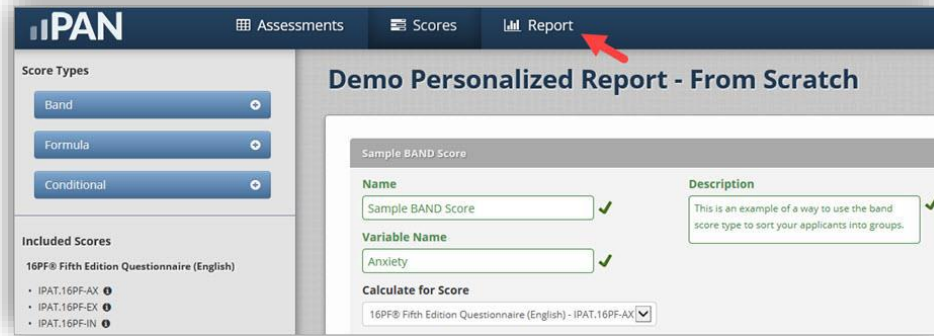 PAN
Assessments
Scores
Report
Score Types
Band
Formula
Conditional
Included Scores
16PF® Fifth Edition Questionnaire (English)
• IPAT.16PF-AX
• IPAT.16PF-EX
• IPAT.16PF-IN
Demo Personalized Report - From Scratch
Sample BAND Score
Name
Sample BAND Score
Variable Name
Anxiety
Calculate for Score
16PF® Fifth Edition Questionnaire (English) - IPAT.16PF-AX
Description
This is an example of a way to use the band
score type to sort your applicants into groups.